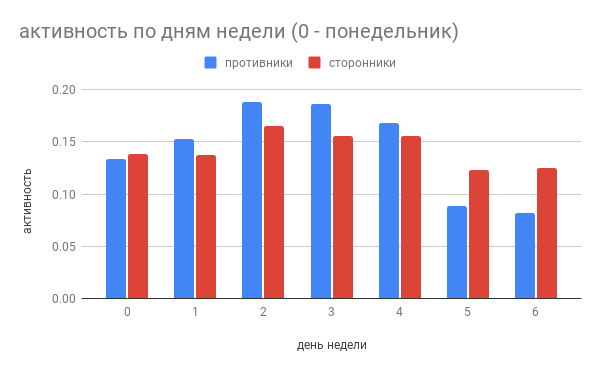 активность по дням недели (0 - понедельник)
противники сторонники
0.20
0.15
0.10
0.05
0.00
активность
0 1 2 3 4 5 6
день недели